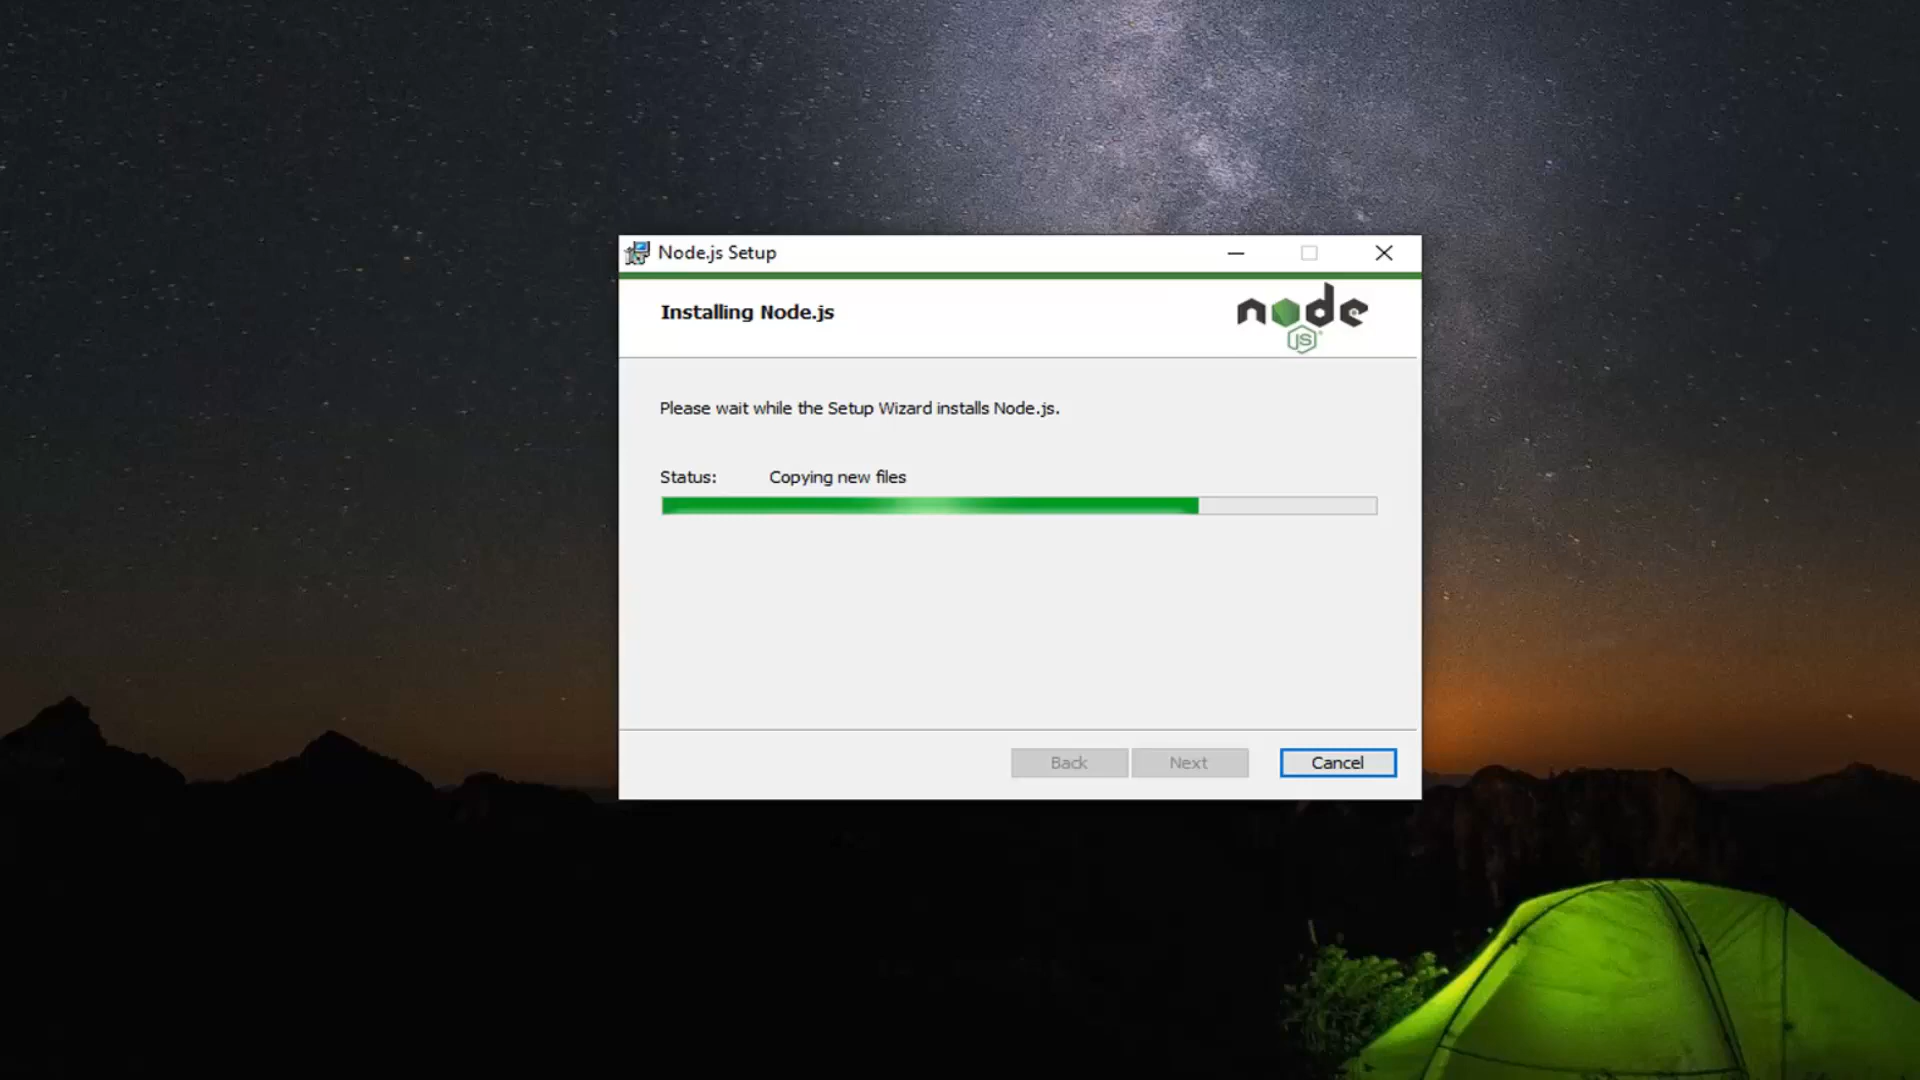 Node.js Setup
Installing Node.js
node
JS
Please wait while the Setup Wizard installs Node.js.
Status: Copying new files
Back Next Cancel